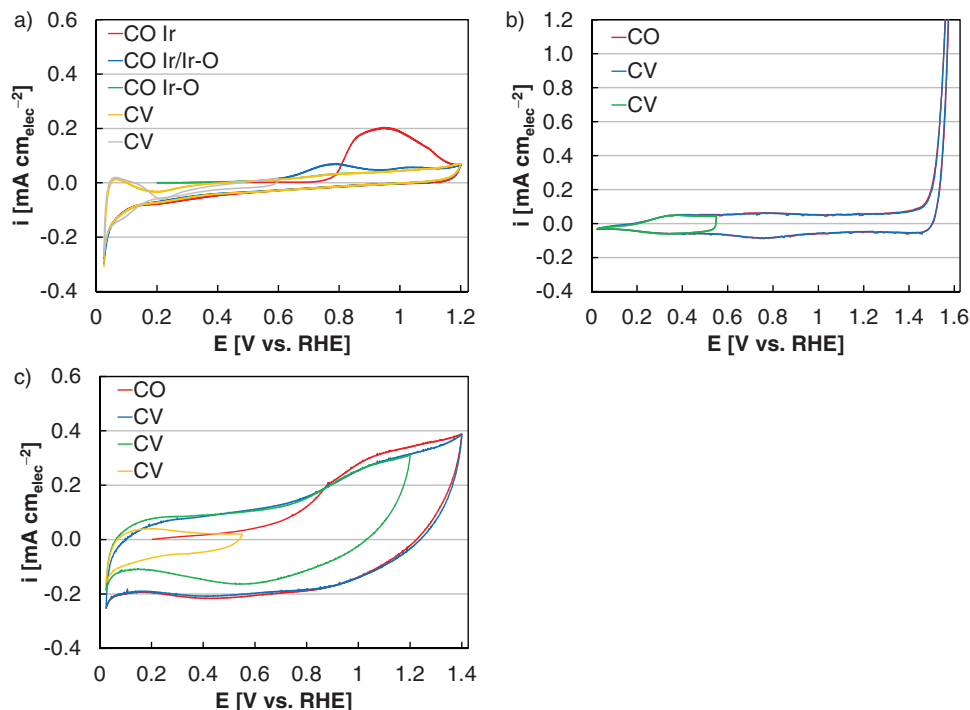 a)
CO Ir
CO Ir/Ir-O
CO Ir-O
CV
CV
i [mA cm_elec⁻²]
0.6
0.4
0.2
0.0
-0.2
-0.4
0 0.2 0.4 0.6 0.8 1 1.2
E [V vs. RHE]
b)
CO
CV
CV
i [mA cm_elec⁻²]
1.2
1.0
0.8
0.6
0.4
0.2
0.0
-0.2
-0.4
0 0.2 0.4 0.6 0.8 1 1.2 1.4 1.6
E [V vs. RHE]
c)
CO
CV
CV
CV
i [mA cm_elec⁻²]
0.6
0.4
0.2
0.0
-0.2
-0.4
0 0.2 0.4 0.6 0.8 1 1.2 1.4
E [V vs. RHE]